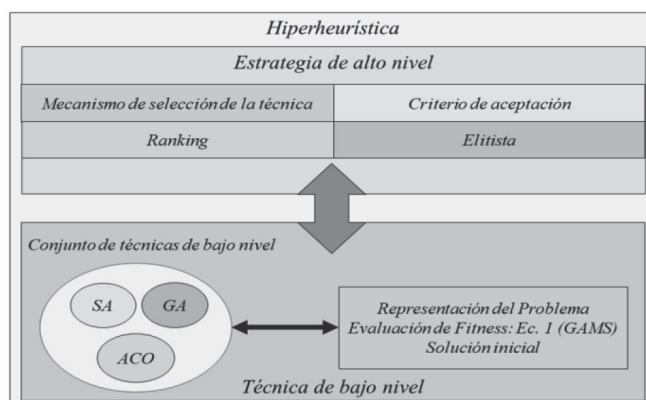 Hiperheurística
Estrategia de alto nivel
Mecanismo de selección de la técnica
Criterio de aceptación
Ranking
Elitista
Conjunto de técnicas de bajo nivel
SA
GA
ACO
Representación del Problema
Evaluación de Fitness: Ec. 1 (GAMS)
Solución inicial
Técnica de bajo nivel